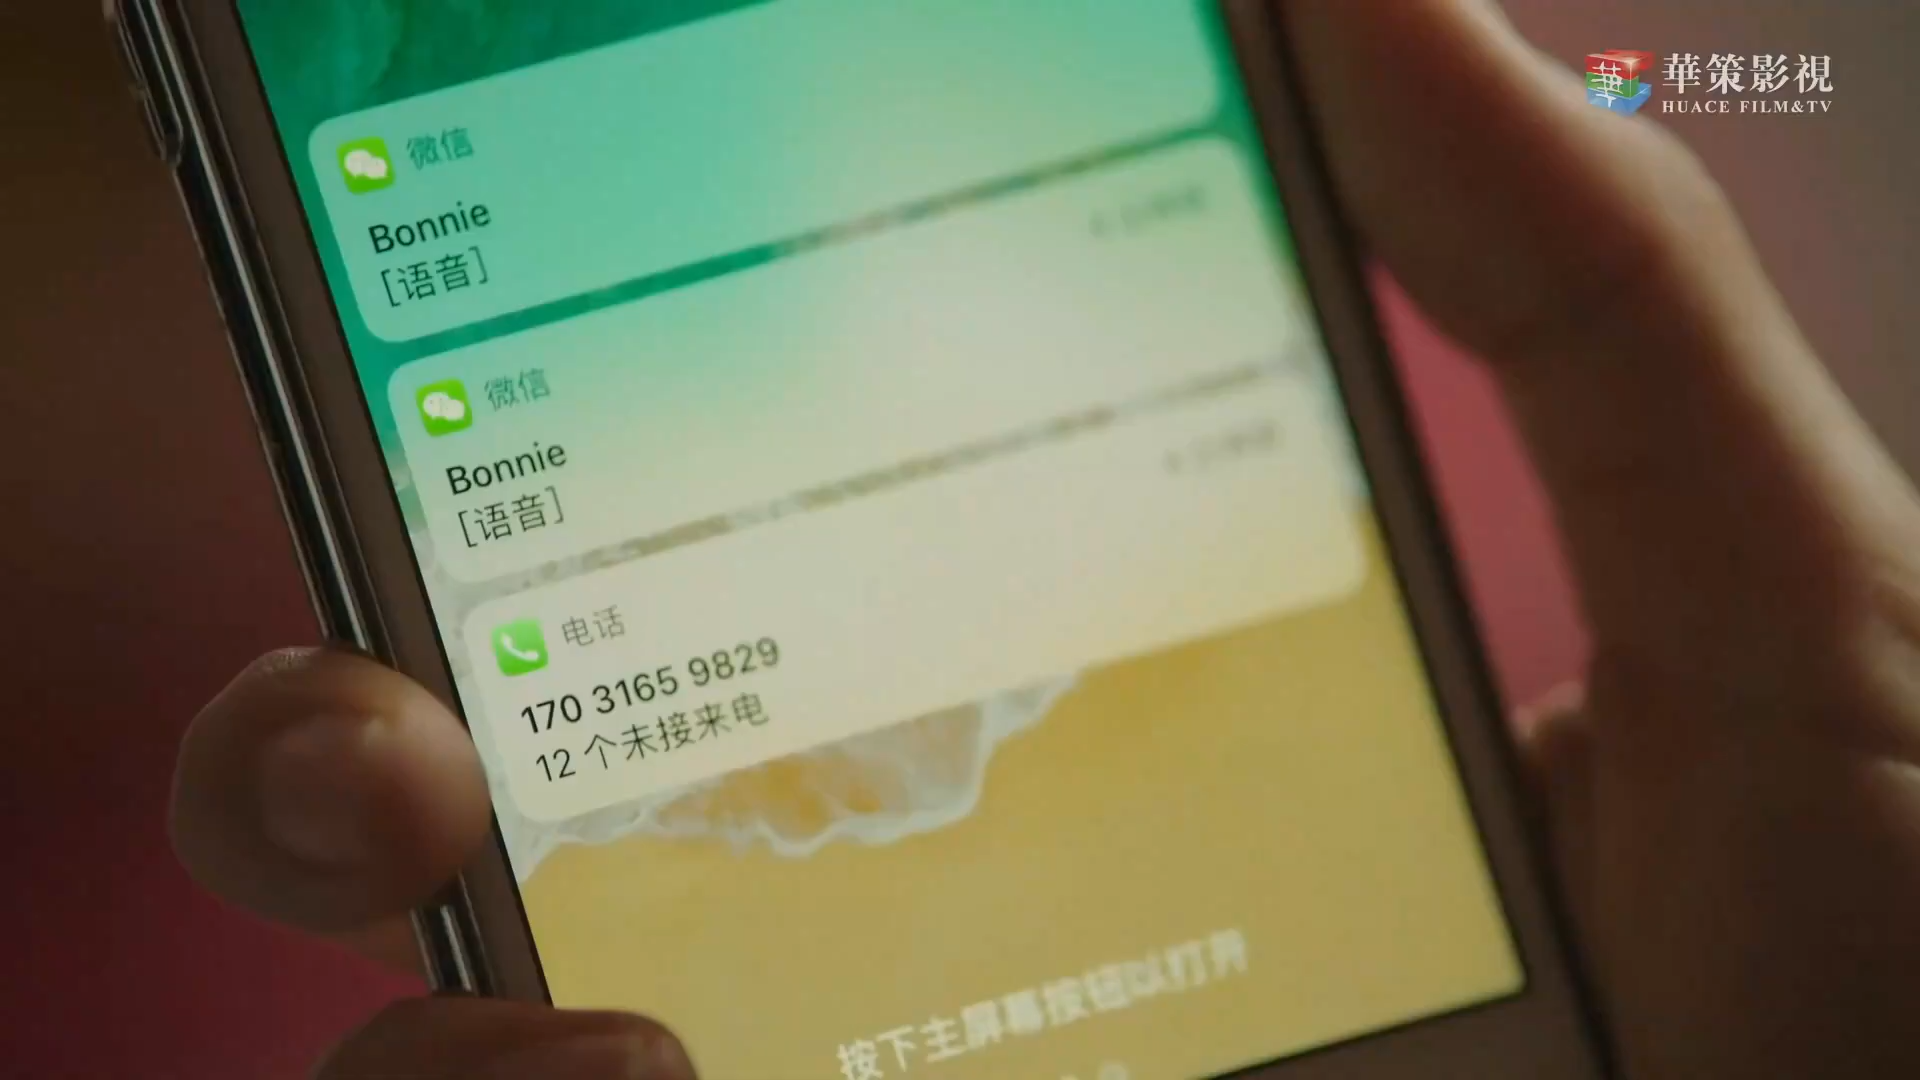 華策影視
HUACE FILM&TV
微信
Bonnie
[语音]
微信
Bonnie
[语音]
电话
170 3165 9829
12 个未接来电
按下主屏幕按钮以打开